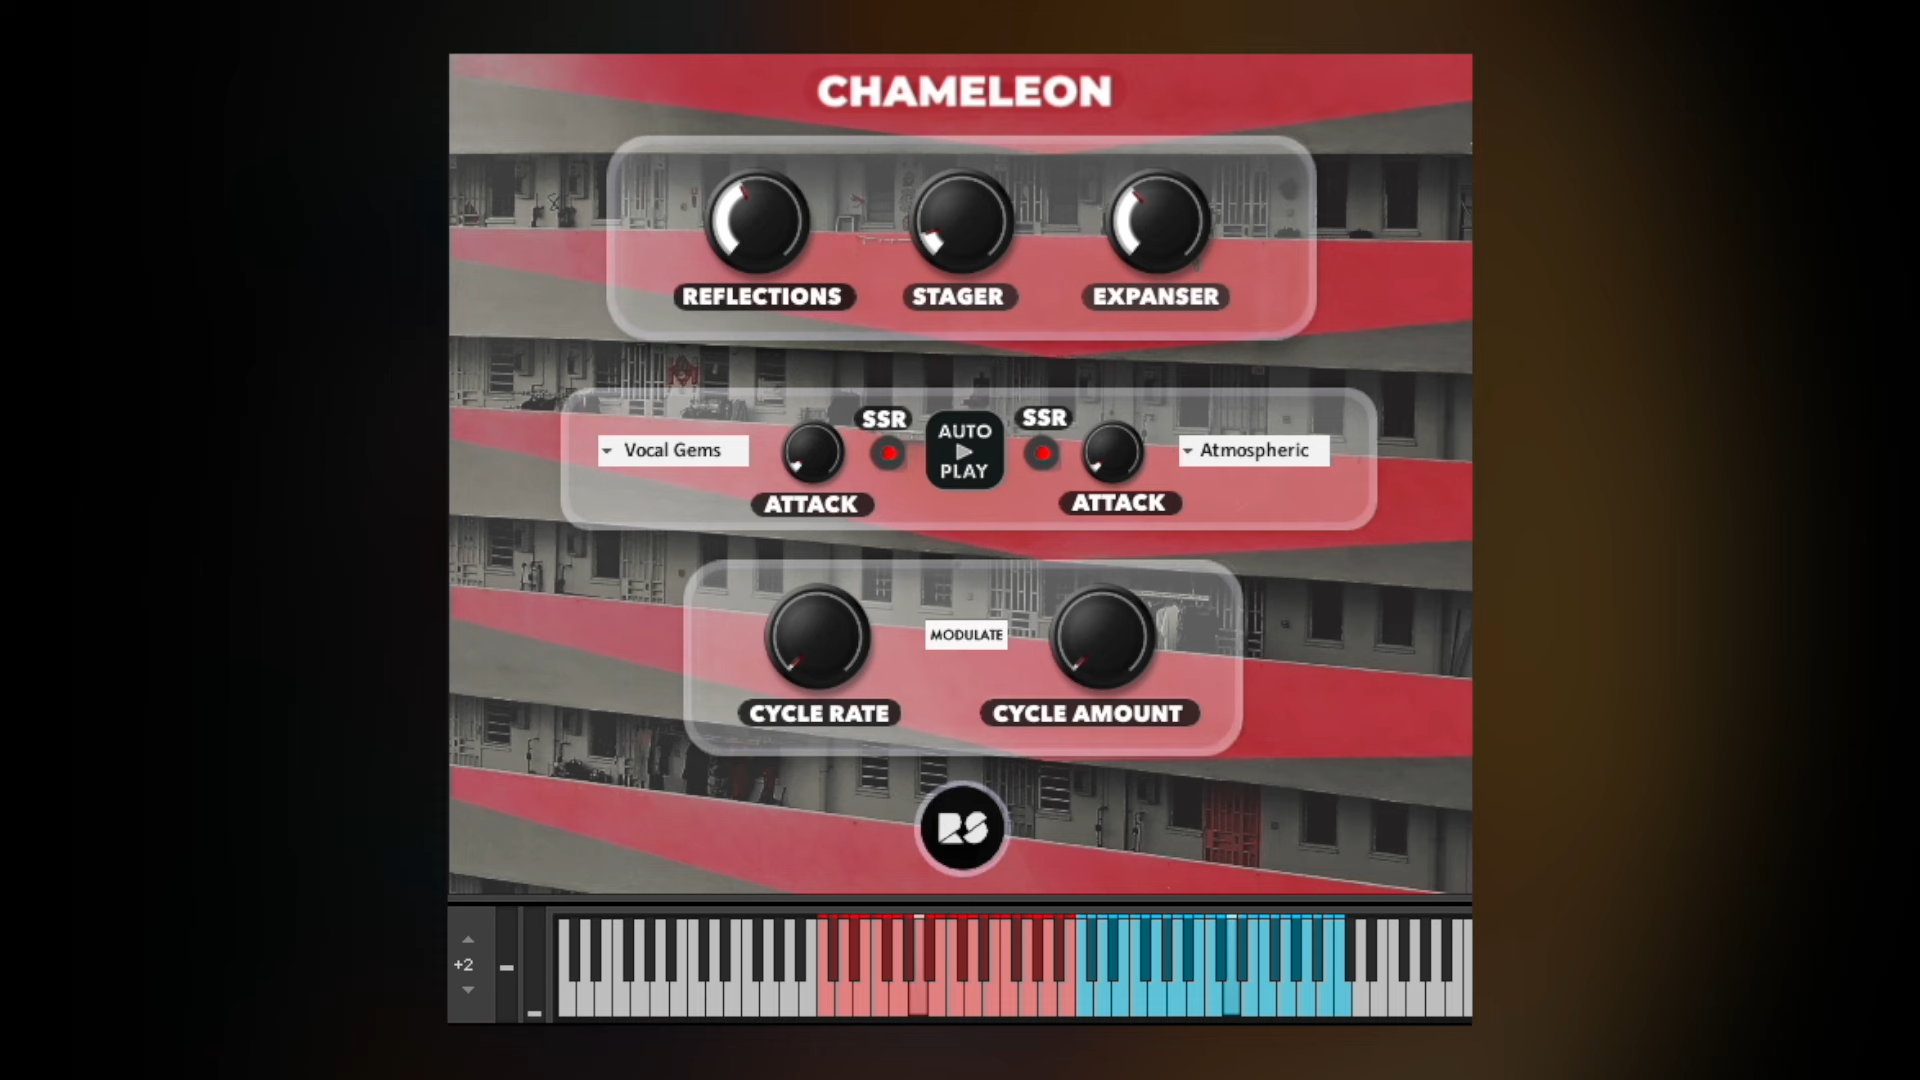 CHAMELEON
REFLECTIONS
STAGER
EXPANSER
SSR
SSR
Vocal Gems
AUTO
PLAY
Atmospheric
ATTACK
ATTACK
MODULATE
CYCLE RATE
CYCLE AMOUNT
RS
+2